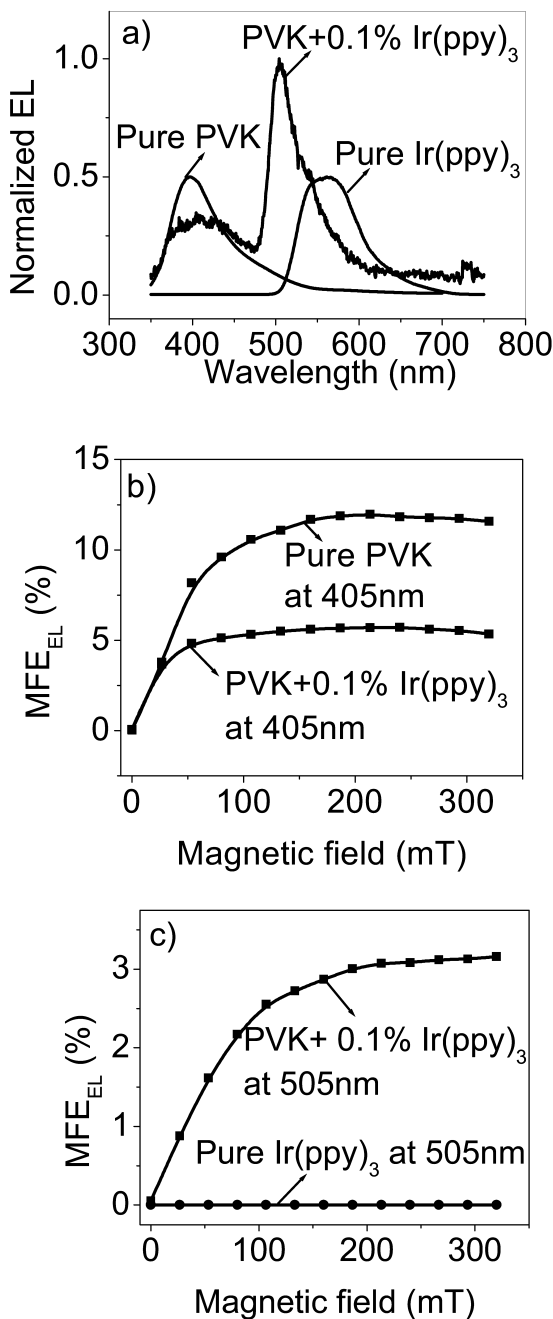 a)
PVK+0.1% Ir(ppy)3
Pure PVK
Pure Ir(ppy)3
Normalized EL
1.0
0.5
0.0
300 400 500 600 700 800
Wavelength (nm)
b)
MFEEL (%)
15
10
5
0
Pure PVK
at 405nm
PVK+0.1% Ir(ppy)3
at 405nm
0 100 200 300
Magnetic field (mT)
c)
MFEEL (%)
3
2
1
0
PVK+ 0.1% Ir(ppy)3
at 505nm
Pure Ir(ppy)3 at 505nm
0 100 200 300
Magnetic field (mT)